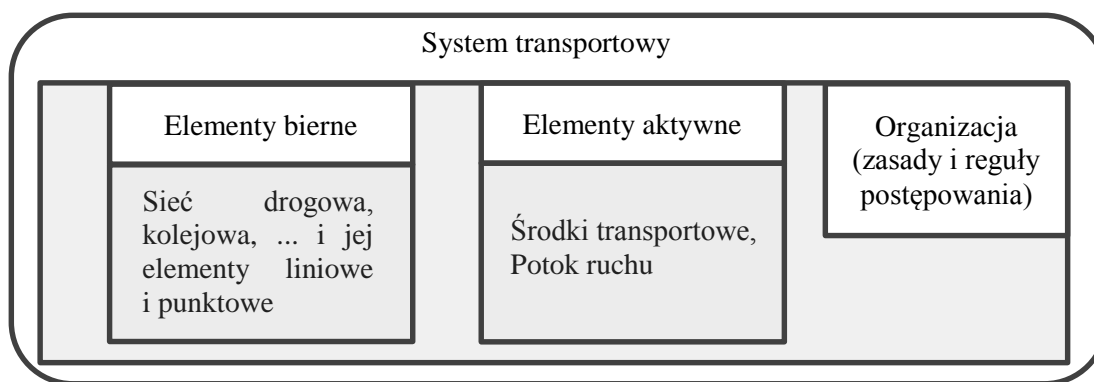 System transportowy
Elementy bierne
Sieć drogowa,
kolejowa, ... i jej
elementy liniowe
i punktowe
Elementy aktywne
Środki transportowe,
Potok ruchu
Organizacja
(zasady i reguły
postępowania)